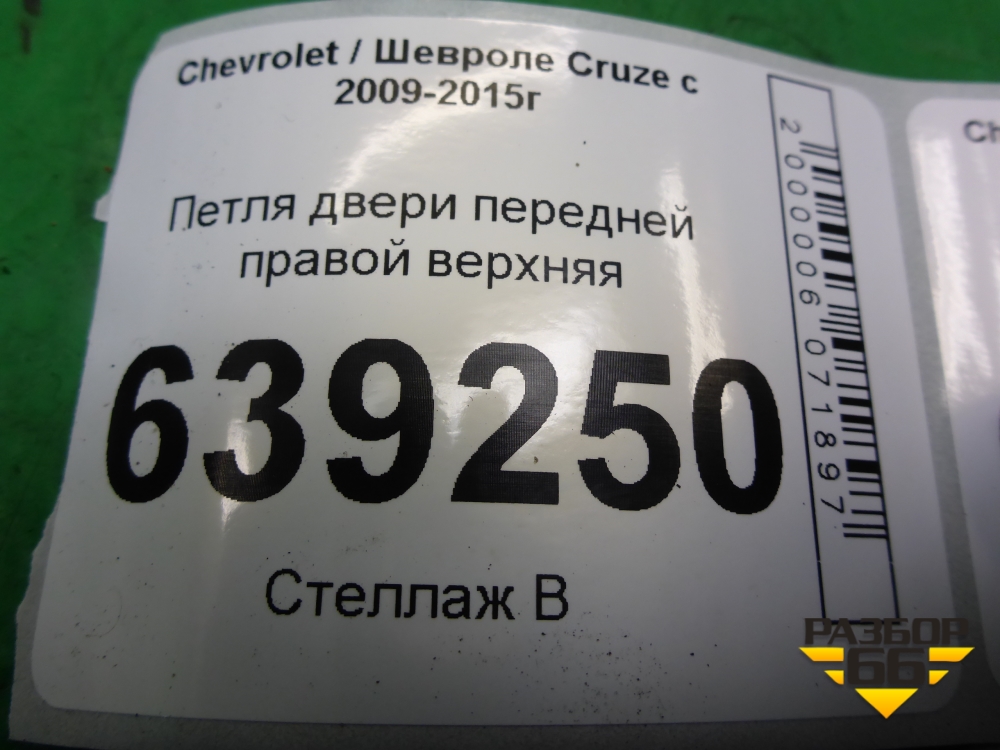 Chevrolet / Шевроле Cruze с
2009-2015г
Петля двери передней
правой верхняя
639250
Стеллаж В
2000006071897
РАЗБОР
66